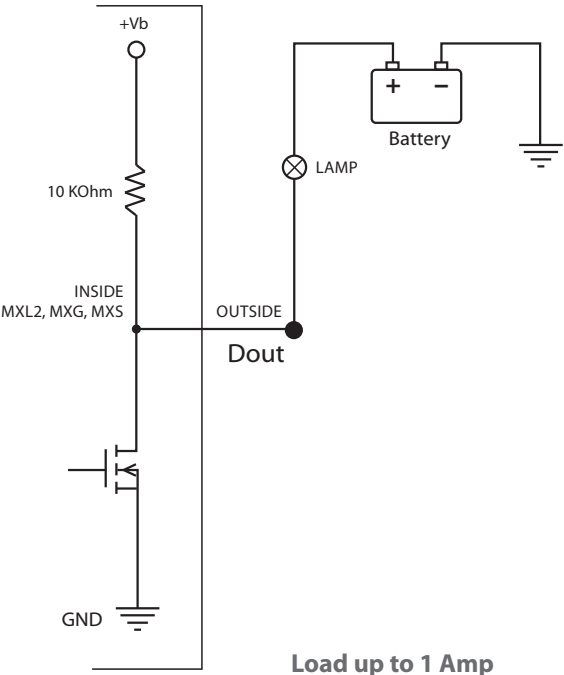 +Vb
+ −
Battery
LAMP
10 KOhm
INSIDE
MXL2, MXG, MXS
OUTSIDE
Dout
GND
Load up to 1 Amp